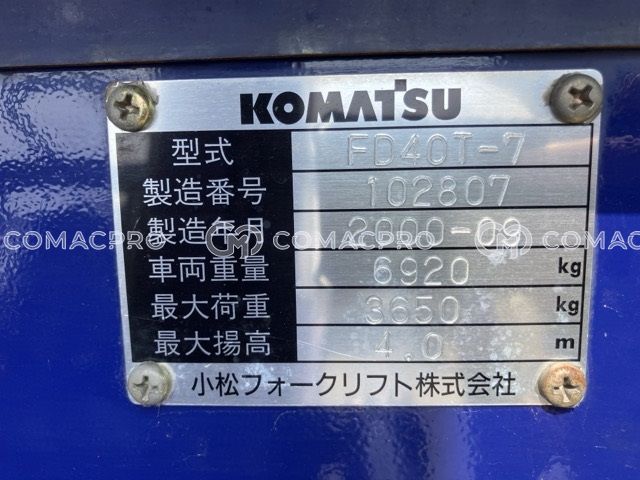 KOMATSU
型式 FD40T-7
製造番号 102807
製造年月 2000-09
車両重量 6920 kg
最大荷重 3650 kg
最大揚高 4.0 m
小松フォークリフト株式会社
COMACPRO COMACPRO COMACPRO